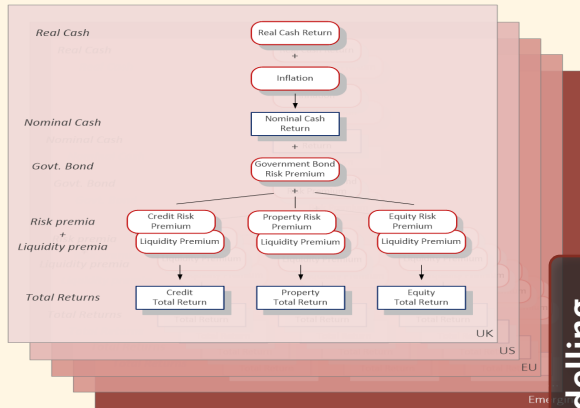 Real Cash
Real Cash Return
+
Inflation
Nominal Cash
Nominal Cash
Return
+
Govt. Bond
Government Bond
Risk Premium
+
Risk premia
+
Liquidity premia
Credit Risk
Premium
Liquidity Premium
Property Risk
Premium
Liquidity Premium
Equity Risk
Premium
Liquidity Premium
Total Returns
Credit
Total Return
Property
Total Return
Equity
Total Return
UK
US
EU